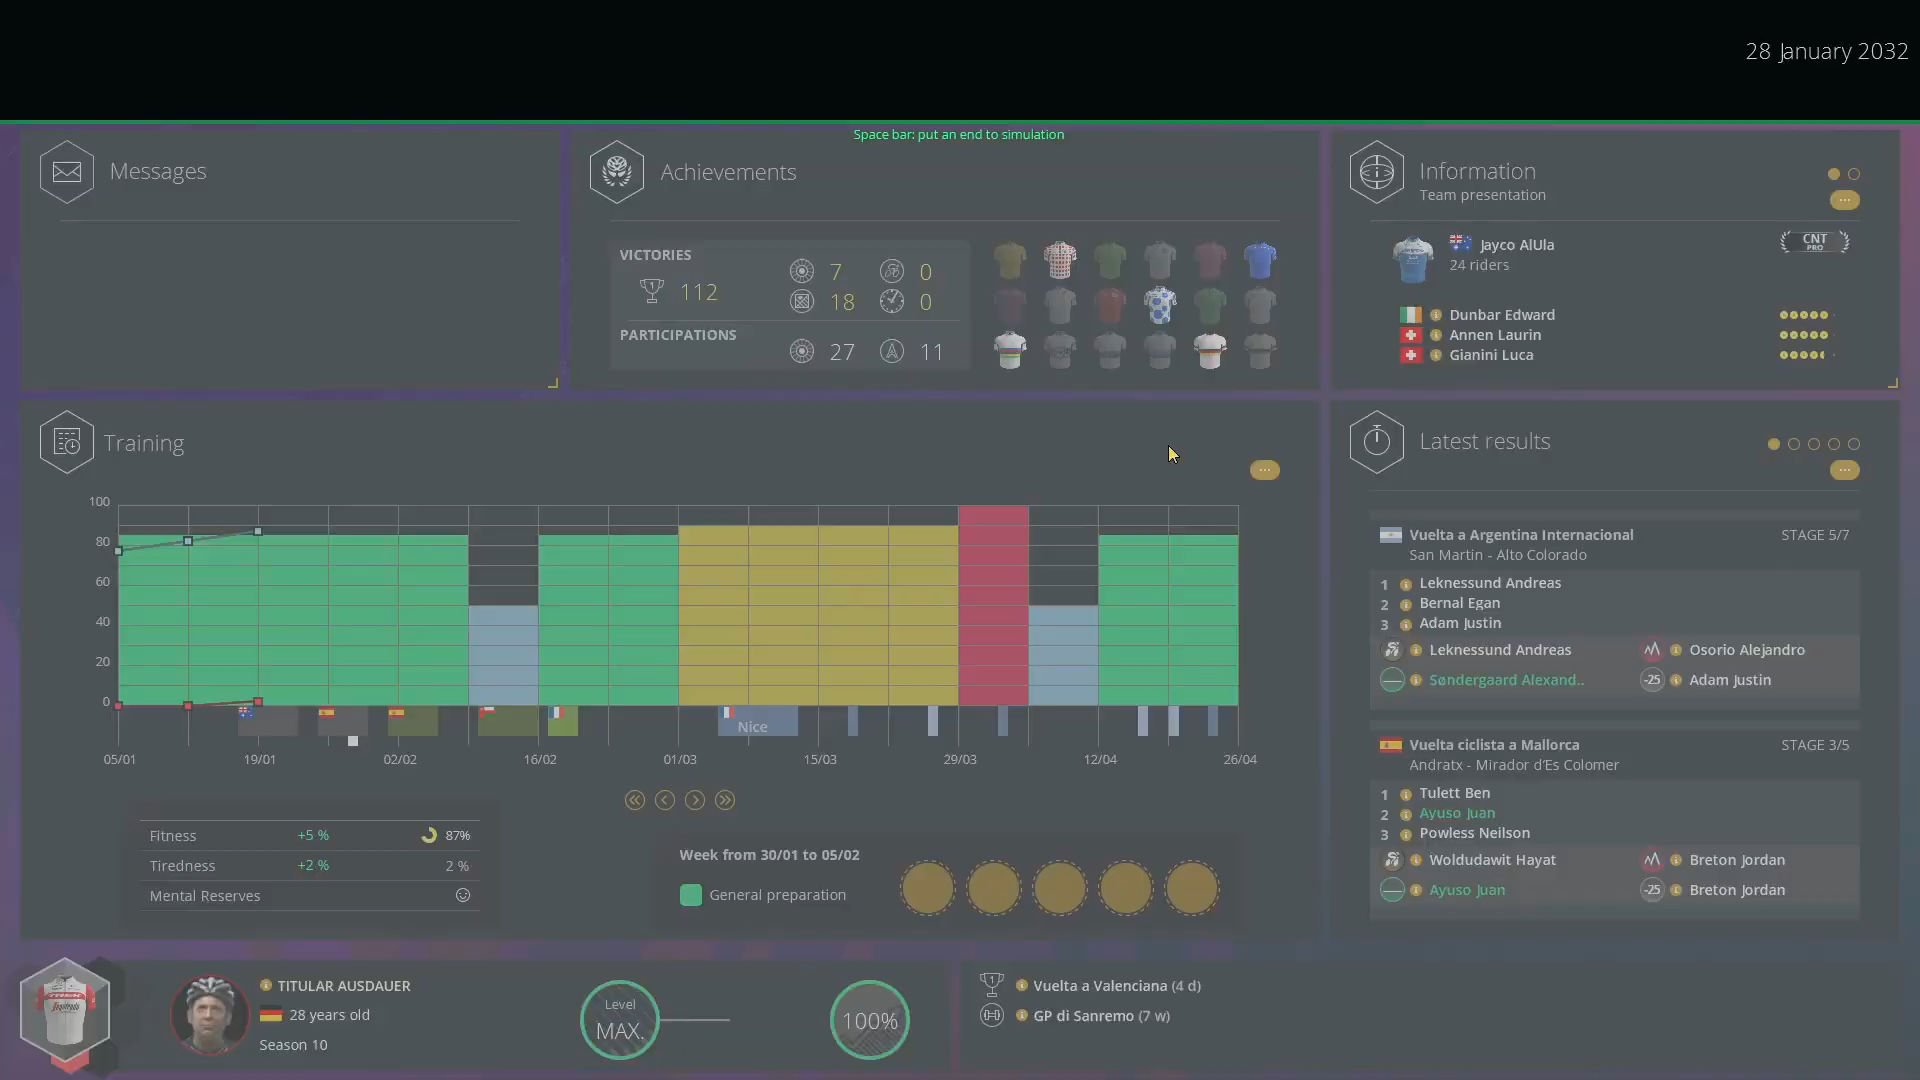 28 January 2032
Space bar: put an end to simulation
Messages
Achievements
VICTORIES
112
7
0
18
0
PARTICIPATIONS
27
11
Information
Team presentation
...
Jayco AlUla
24 riders
CNT
PRO
Dunbar Edward
Annen Laurin
Gianini Luca
Training
...
100
80
60
40
20
0
Nice
05/01 19/01 02/02 16/02 01/03 15/03 29/03 12/04 26/04
Fitness +5 % 87%
Tiredness +2 % 2 %
Mental Reserves
Week from 30/01 to 05/02
General preparation
Latest results
...
Vuelta a Argentina Internacional STAGE 5/7
San Martin - Alto Colorado
1 Leknessund Andreas
2 Bernal Egan
3 Adam Justin
Leknessund Andreas Osorio Alejandro
Søndergaard Alexand.. -25 Adam Justin
Vuelta ciclista a Mallorca STAGE 3/5
Andratx - Mirador d'Es Colomer
1 Tulett Ben
2 Ayuso Juan
3 Powless Neilson
Woldudawit Hayat Breton Jordan
Ayuso Juan -25 Breton Jordan
TITULAR AUSDAUER
28 years old
Season 10
Level
MAX.
100%
Vuelta a Valenciana (4 d)
GP di Sanremo (7 w)